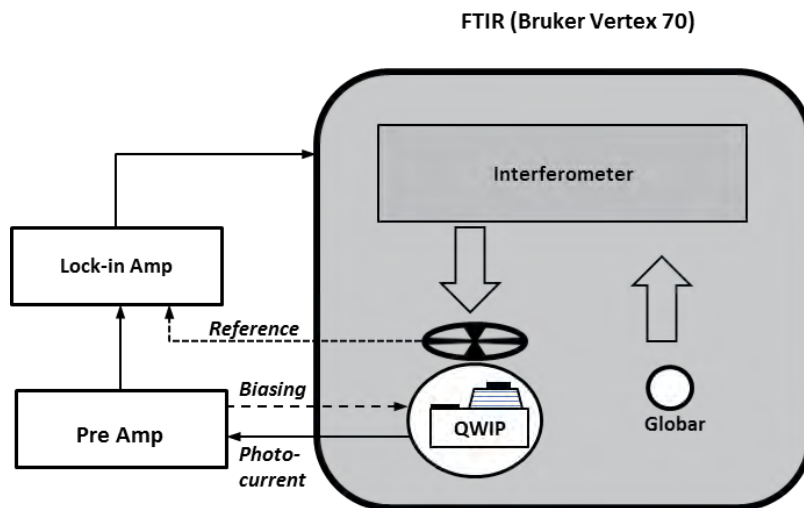 FTIR (Bruker Vertex 70)
Interferometer
Lock-in Amp
Reference
Biasing
Pre Amp
QWIP
Globar
Photo-
current